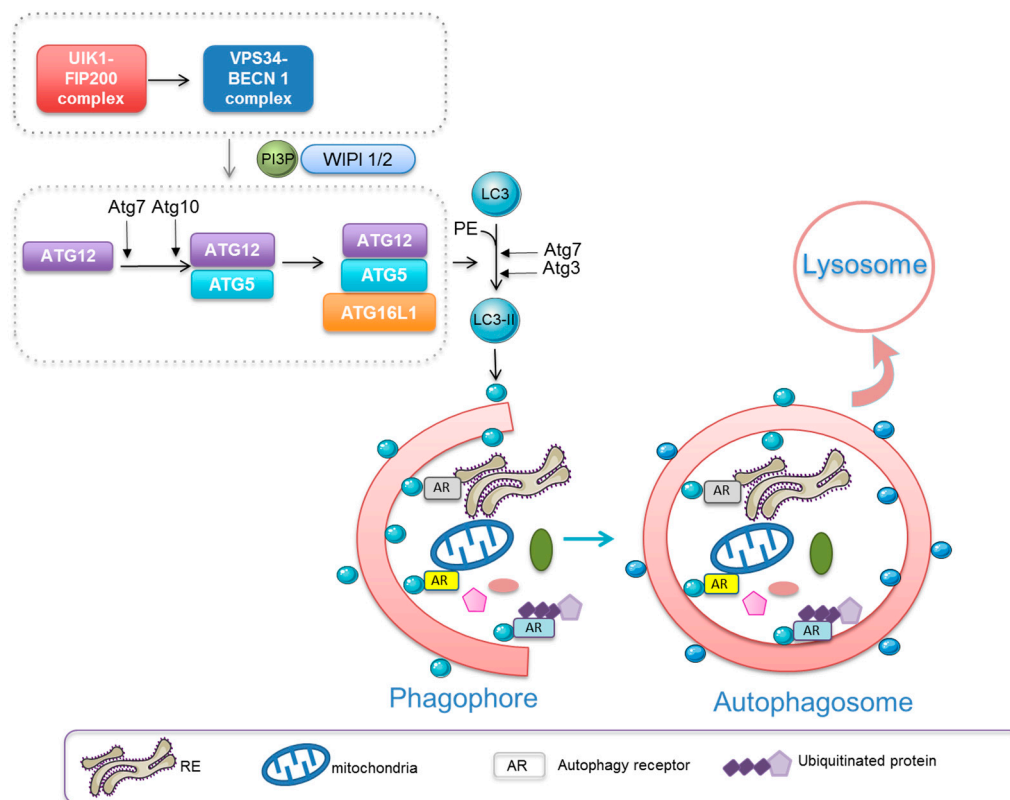 UIK1-
FIP200
complex
VPS34-
BECN 1
complex
PI3P
WIPI 1/2
Atg7 Atg10
ATG12
ATG12
ATG5
ATG12
ATG5
ATG16L1
LC3
PE
Atg7
Atg3
LC3-II
Lysosome
AR
AR
AR
AR
AR
AR
Phagophore
Autophagosome
RE
mitochondria
AR
Autophagy receptor
Ubiquitinated protein